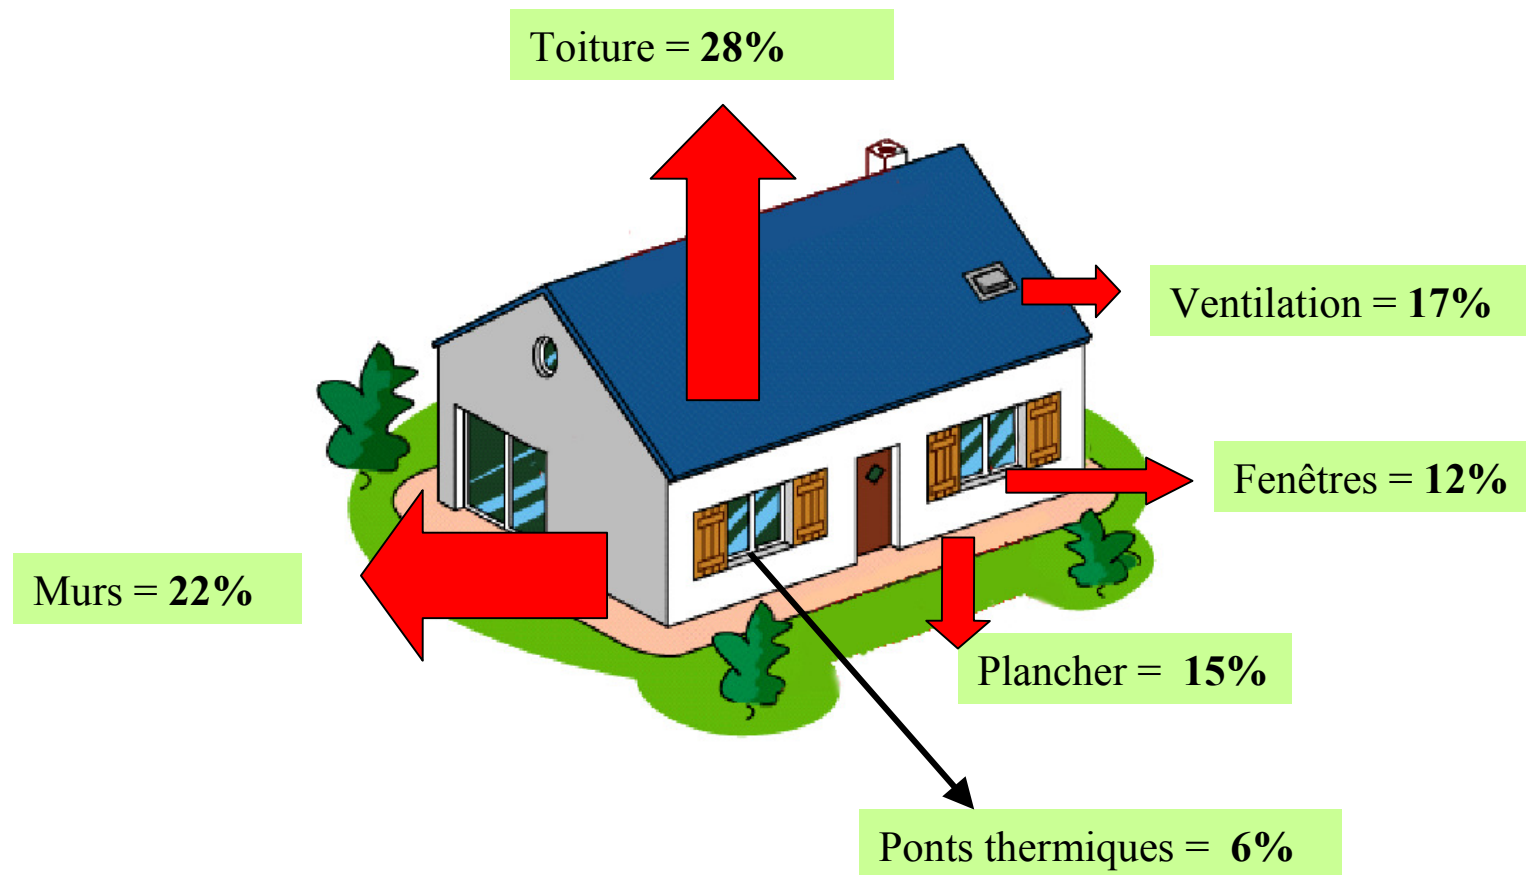 Toiture = 28%
Ventilation = 17%
Fenêtres = 12%
Murs = 22%
Plancher = 15%
Ponts thermiques = 6%